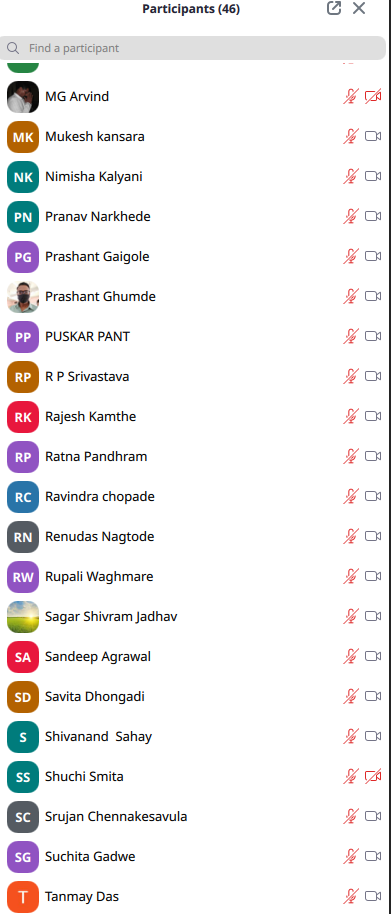 Participants (46)
Find a participant
MG Arvind
MK Mukesh kansara
NK Nimisha Kalyani
PN Pranav Narkhede
PG Prashant Gaigole
Prashant Ghumde
PP PUSKAR PANT
RP R P Srivastava
RK Rajesh Kamthe
RP Ratna Pandhram
RC Ravindra chopade
RN Renudas Nagtode
RW Rupali Waghmare
Sagar Shivram Jadhav
SA Sandeep Agrawal
SD Savita Dhongadi
S Shivanand  Sahay
SS Shuchi Smita
SC Srujan Chennakesavula
SG Suchita Gadwe
T Tanmay Das